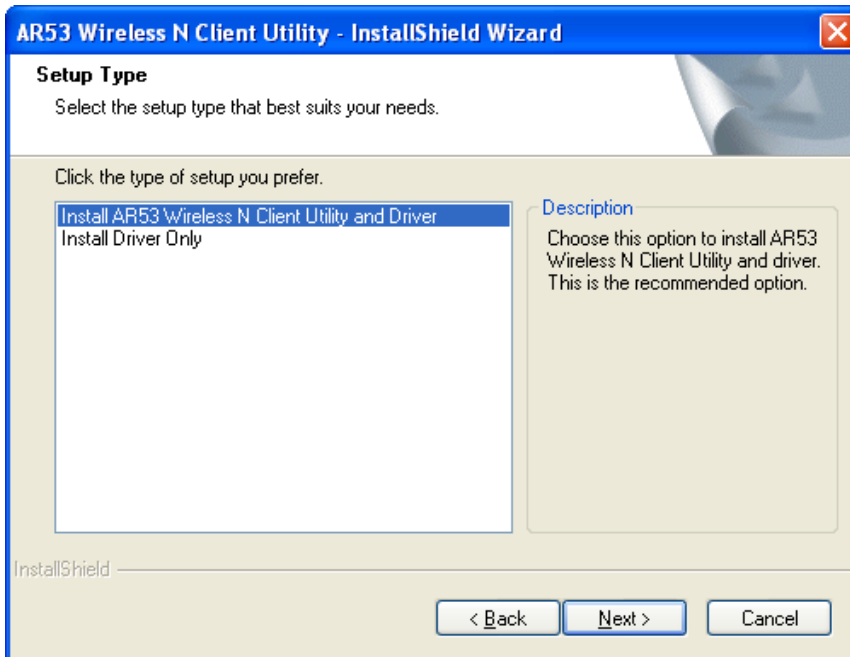 AR53 Wireless N Client Utility - InstallShield Wizard
Setup Type
Select the setup type that best suits your needs.
Click the type of setup you prefer.
Install AR53 Wireless N Client Utility and Driver
Install Driver Only
Description
Choose this option to install AR53
Wireless N Client Utility and driver.
This is the recommended option.
InstallShield
< Back
Next >
Cancel